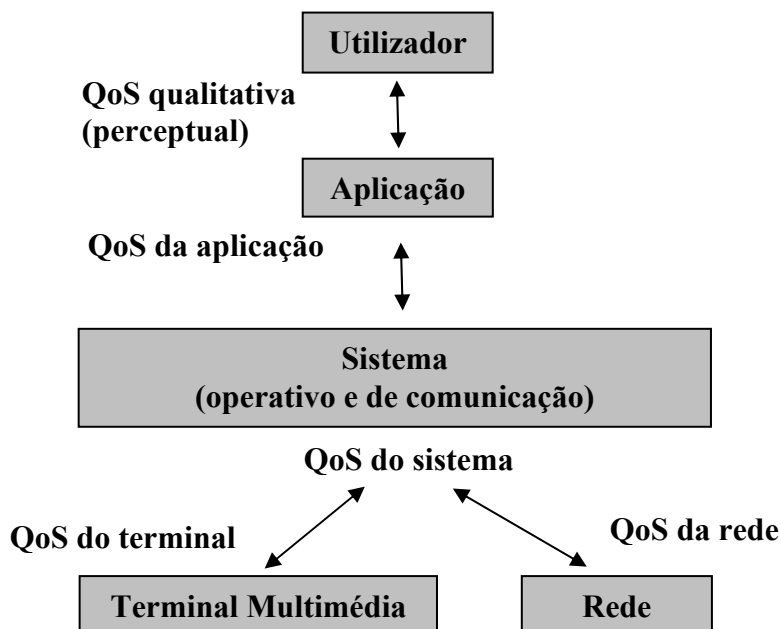 Utilizador
QoS qualitativa
(perceptual)
Aplicação
QoS da aplicação
Sistema
(operativo e de comunicação)
QoS do sistema
QoS do terminal
QoS da rede
Terminal Multimédia
Rede